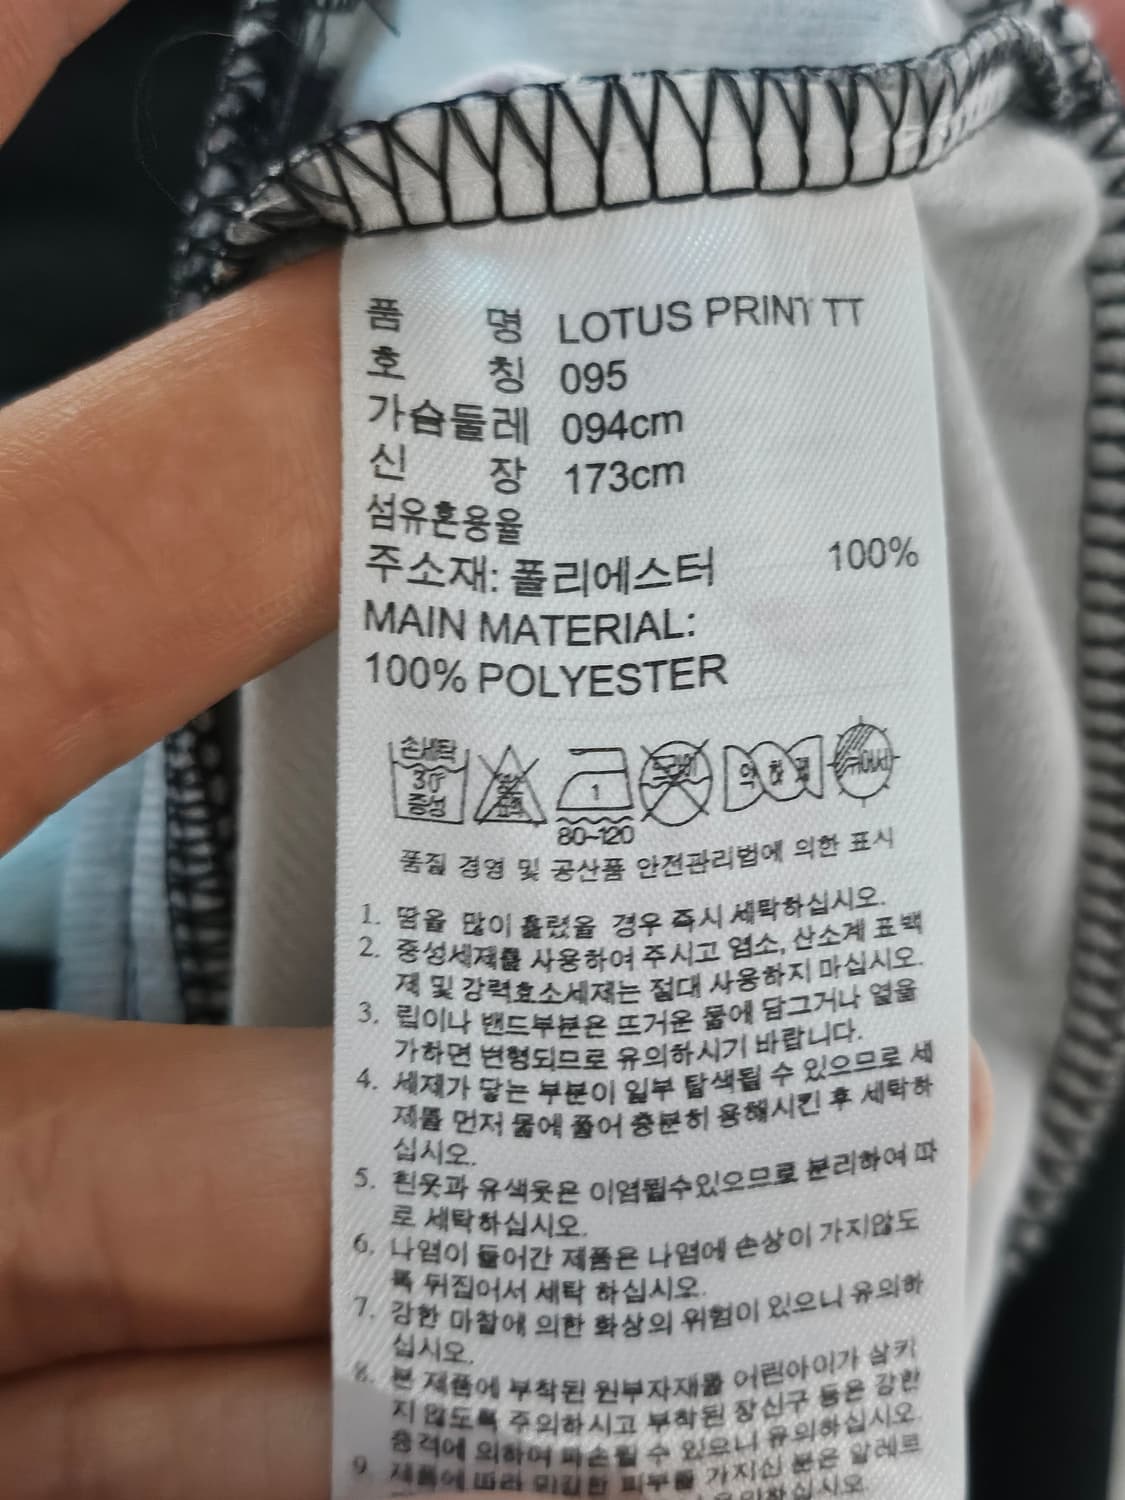 품 명 LOTUS PRINT TT
호 칭 095
가슴둘레 094cm
신 장 173cm
섬유혼용율
주소재: 폴리에스터 100%
MAIN MATERIAL:
100% POLYESTER
손세탁
30°
중성
1
80~120
드라이
약하게
뉘어서
품질 경영 및 공산품 안전관리법에 의한 표시
1. 땀을 많이 흘렸을 경우 즉시 세탁하십시오.
2. 중성세제를 사용하여 주시고 염소, 산소계 표백
제 및 강력효소세제는 절대 사용하지 마십시오.
3. 립이나 밴드부분은 뜨거운 물에 담그거나 열을
가하면 변형되므로 유의하시기 바랍니다.
4. 세제가 닿는 부분이 일부 탈색될 수 있으므로 세
제를 먼저 물에 풀어 충분히 용해시킨 후 세탁하
십시오.
5. 흰옷과 유색옷은 이염될수있으므로 분리하여 따
로 세탁하십시오.
6. 나염이 들어간 제품은 나염에 손상이 가지않도
록 뒤집어서 세탁 하십시오.
7. 강한 마찰에 의한 화상의 위험이 있으니 유의하
십시오.
8. 본 제품에 부착된 원부자재를 어린아이가 삼키
지 않도록 주의하시고 부착된 장신구 등은 강한
충격에 의하여 파손될 수 있으니 유의하십시오.
9. 제품에 따라 민감한 피부를 가지신 분은 알레르